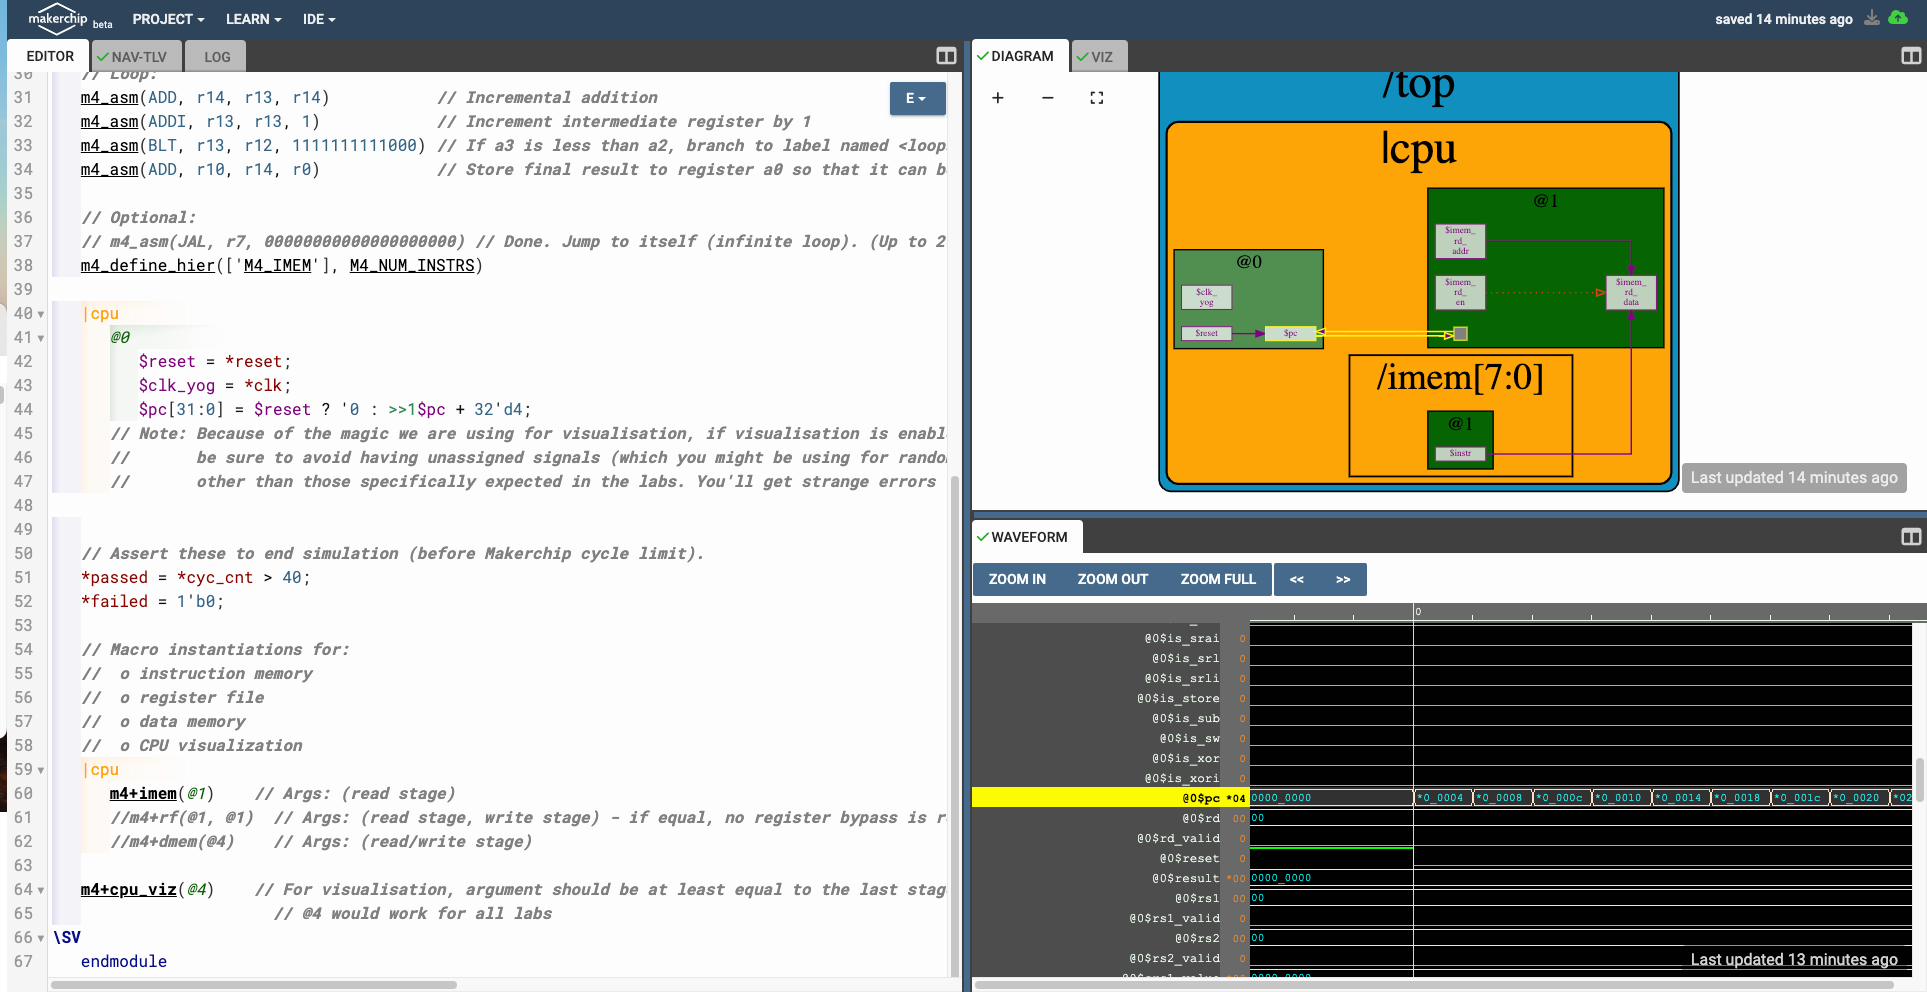 makerchip beta PROJECT LEARN IDE saved 14 minutes ago
EDITOR NAV-TLV LOG
30 // Loop:
31 m4_asm(ADD, r14, r13, r14) // Incremental addition
E
32 m4_asm(ADDI, r13, r13, 1) // Increment intermediate register by 1
33 m4_asm(BLT, r13, r12, 1111111111000) // If a3 is less than a2, branch to label named <loop
34 m4_asm(ADD, r10, r14, r0) // Store final result to register a0 so that it can b
35
36 // Optional:
37 // m4_asm(JAL, r7, 00000000000000000000) // Done. Jump to itself (infinite loop). (Up to 2
38 m4_define_hier(['M4_IMEM'], M4_NUM_INSTRS)
39
40 |cpu
41 @0
42 $reset = *reset;
43 $clk_yog = *clk;
44 $pc[31:0] = $reset ? '0 : >>1$pc + 32'd4;
45 // Note: Because of the magic we are using for visualisation, if visualisation is enabl
46 // be sure to avoid having unassigned signals (which you might be using for rando
47 // other than those specifically expected in the labs. You'll get strange errors
48
49
50 // Assert these to end simulation (before Makerchip cycle limit).
51 *passed = *cyc_cnt > 40;
52 *failed = 1'b0;
53
54 // Macro instantiations for:
55 // o instruction memory
56 // o register file
57 // o data memory
58 // o CPU visualization
59 |cpu
60 m4+imem(@1) // Args: (read stage)
61 //m4+rf(@1, @1) // Args: (read stage, write stage) - if equal, no register bypass is r
62 //m4+dmem(@4) // Args: (read/write stage)
63
64 m4+cpu_viz(@4) // For visualisation, argument should be at least equal to the last stag
65 // @4 would work for all labs
66 \SV
67 endmodule
DIAGRAM VIZ
+ −
/top
|cpu
@1
$imem_
rd_
addr
@0
$clk_
yog
$imem_
rd_
en
$imem_
rd_
data
$reset $pc
/imem[7:0]
@1
$instr
Last updated 14 minutes ago
WAVEFORM
ZOOM IN ZOOM OUT ZOOM FULL << >>
0
@0$is_srai 0
@0$is_srl 0
@0$is_srli 0
@0$is_store 0
@0$is_sub 0
@0$is_sw 0
@0$is_xor 0
@0$is_xori 0
@0$pc *04 0000_0000 *0_0004 *0_0008 *0_000c *0_0010 *0_0014 *0_0018 *0_001c *0_0020 *02
@0$rd 00 00
@0$rd_valid 0
@0$reset 0
@0$result *00 0000_0000
@0$rs1 00 00
@0$rs1_valid 0
@0$rs2 00 00
@0$rs2_valid 0
Last updated 13 minutes ago